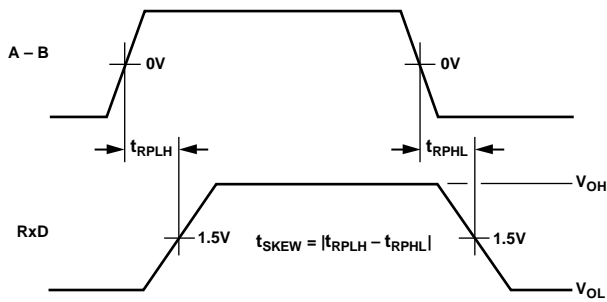 A – B
0V
0V
tRPLH
tRPHL
VOH
RxD
1.5V
tSKEW = |tRPLH – tRPHL|
1.5V
VOL